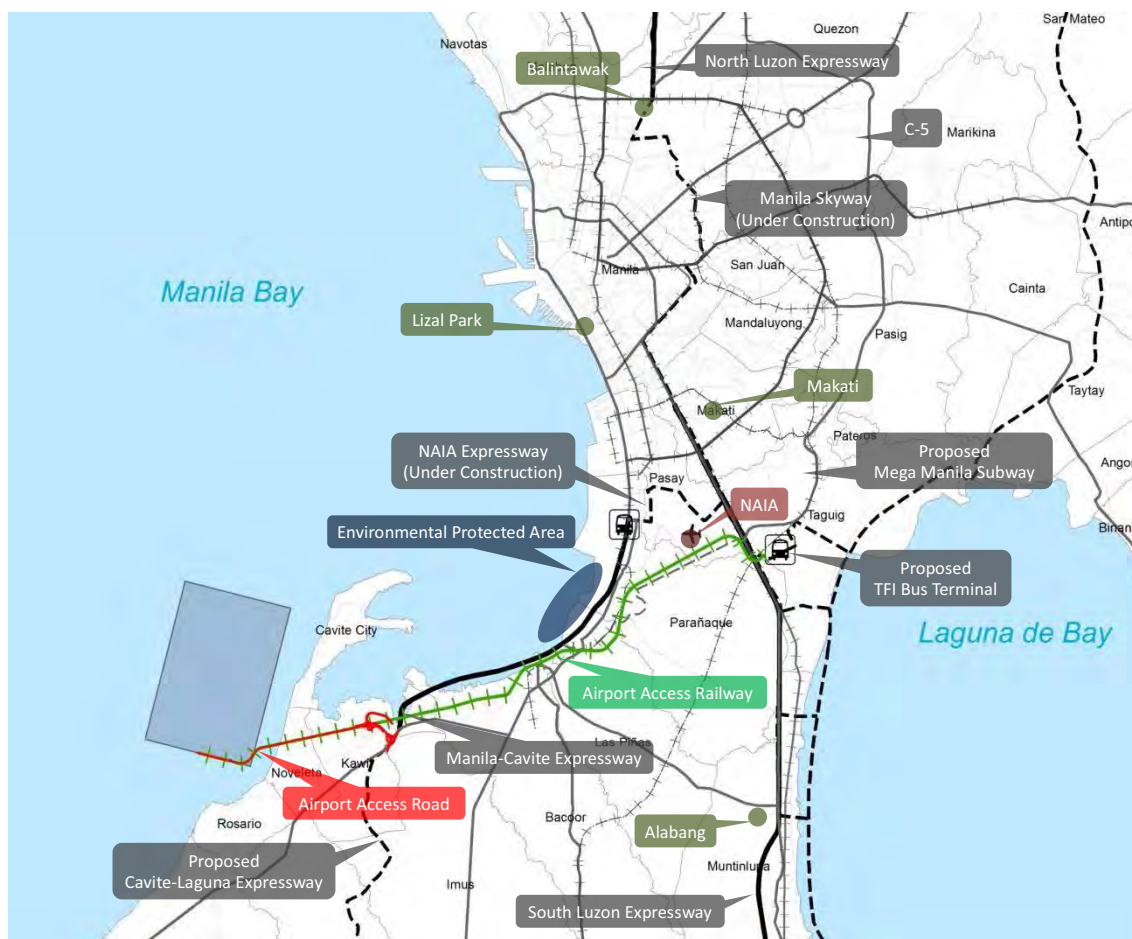 San Mateo
Quezon
Navotas
North Luzon Expressway
Balintawak
C-5
Marikina
Manila Skyway
(Under Construction)
Antipo
Manila
San Juan
Manila Bay
Cainta
Lizal Park
Mandaluyong
Pasig
Makati
Taytay
Makati
Pateros
NAIA Expressway
(Under Construction)
Proposed
Mega Manila Subway
Angon
Pasay
NAIA
Taguig
Binan
Environmental Protected Area
Proposed
TFI Bus Terminal
Parañaque
Cavite City
Laguna de Bay
Airport Access Railway
Las Piñas
Manila-Cavite Expressway
Kawit
Noveleta
Airport Access Road
Rosario
Bacoor
Alabang
Proposed
Cavite-Laguna Expressway
Muntinlupa
Imus
South Luzon Expressway